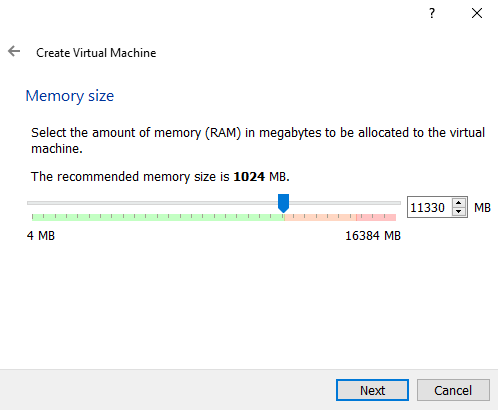 ?
Create Virtual Machine
Memory size
Select the amount of memory (RAM) in megabytes to be allocated to the virtual
machine.
The recommended memory size is 1024 MB.
11330 MB
4 MB 16384 MB
Next Cancel